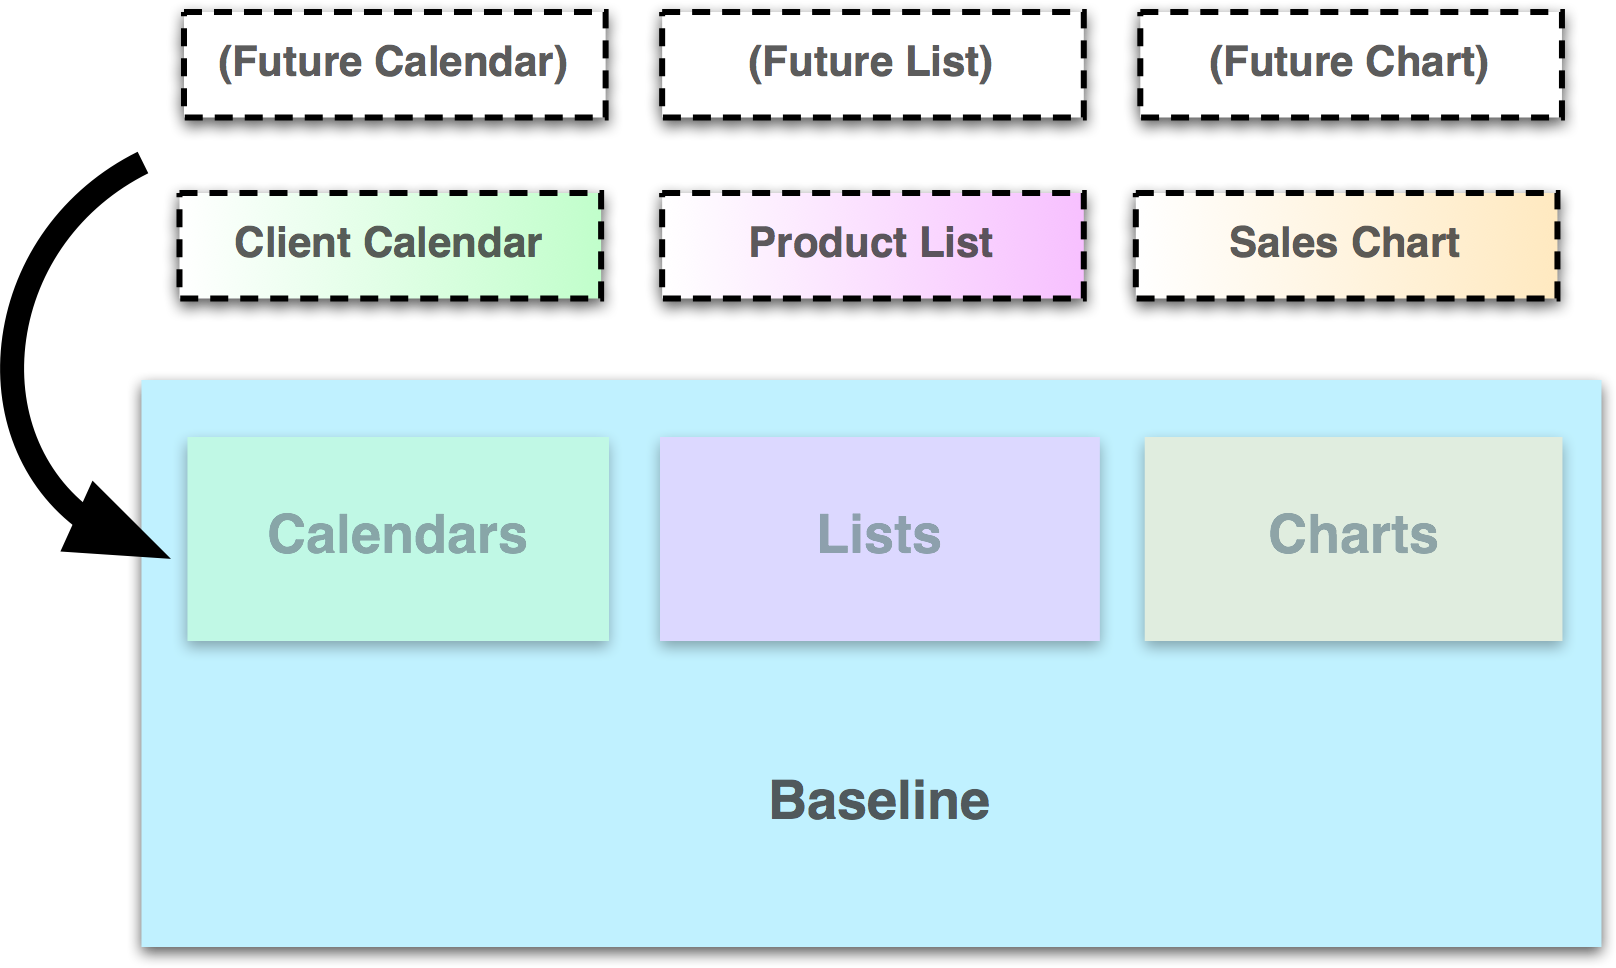 (Future Calendar)
(Future List)
(Future Chart)
Client Calendar
Product List
Sales Chart
Calendars
Lists
Charts
Baseline